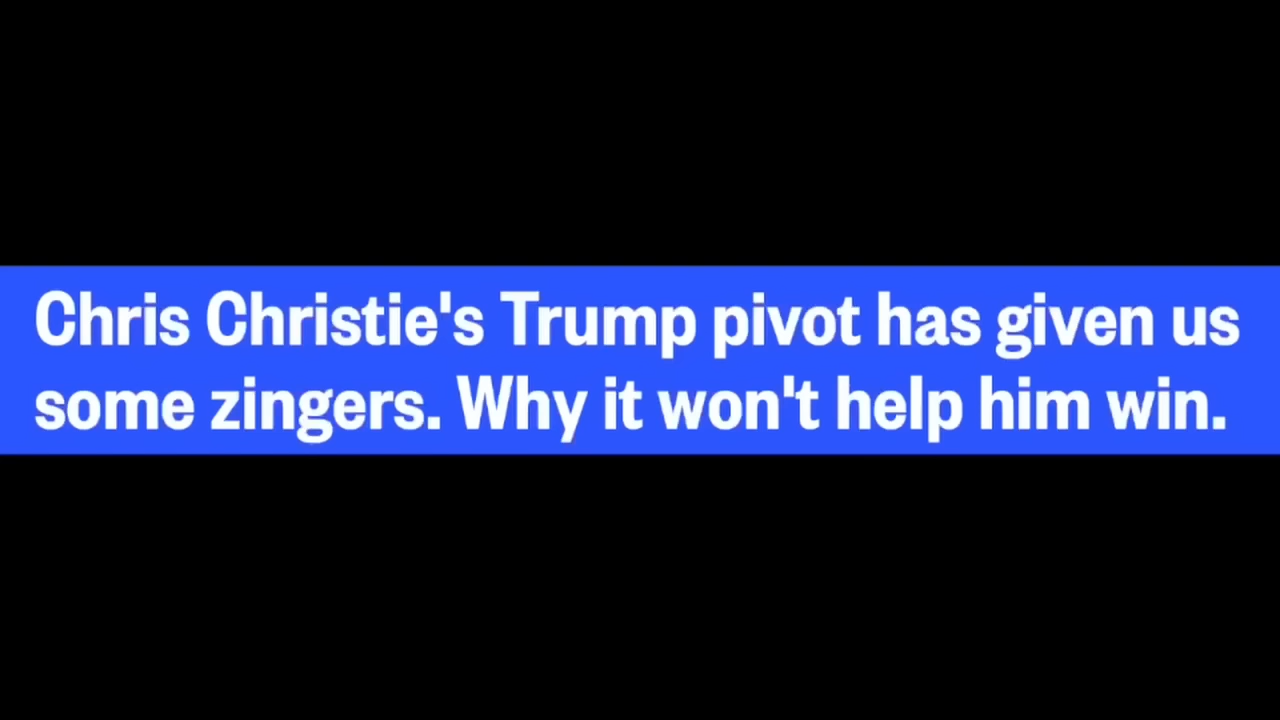 Chris Christie's Trump pivot has given us
some zingers. Why it won't help him win.